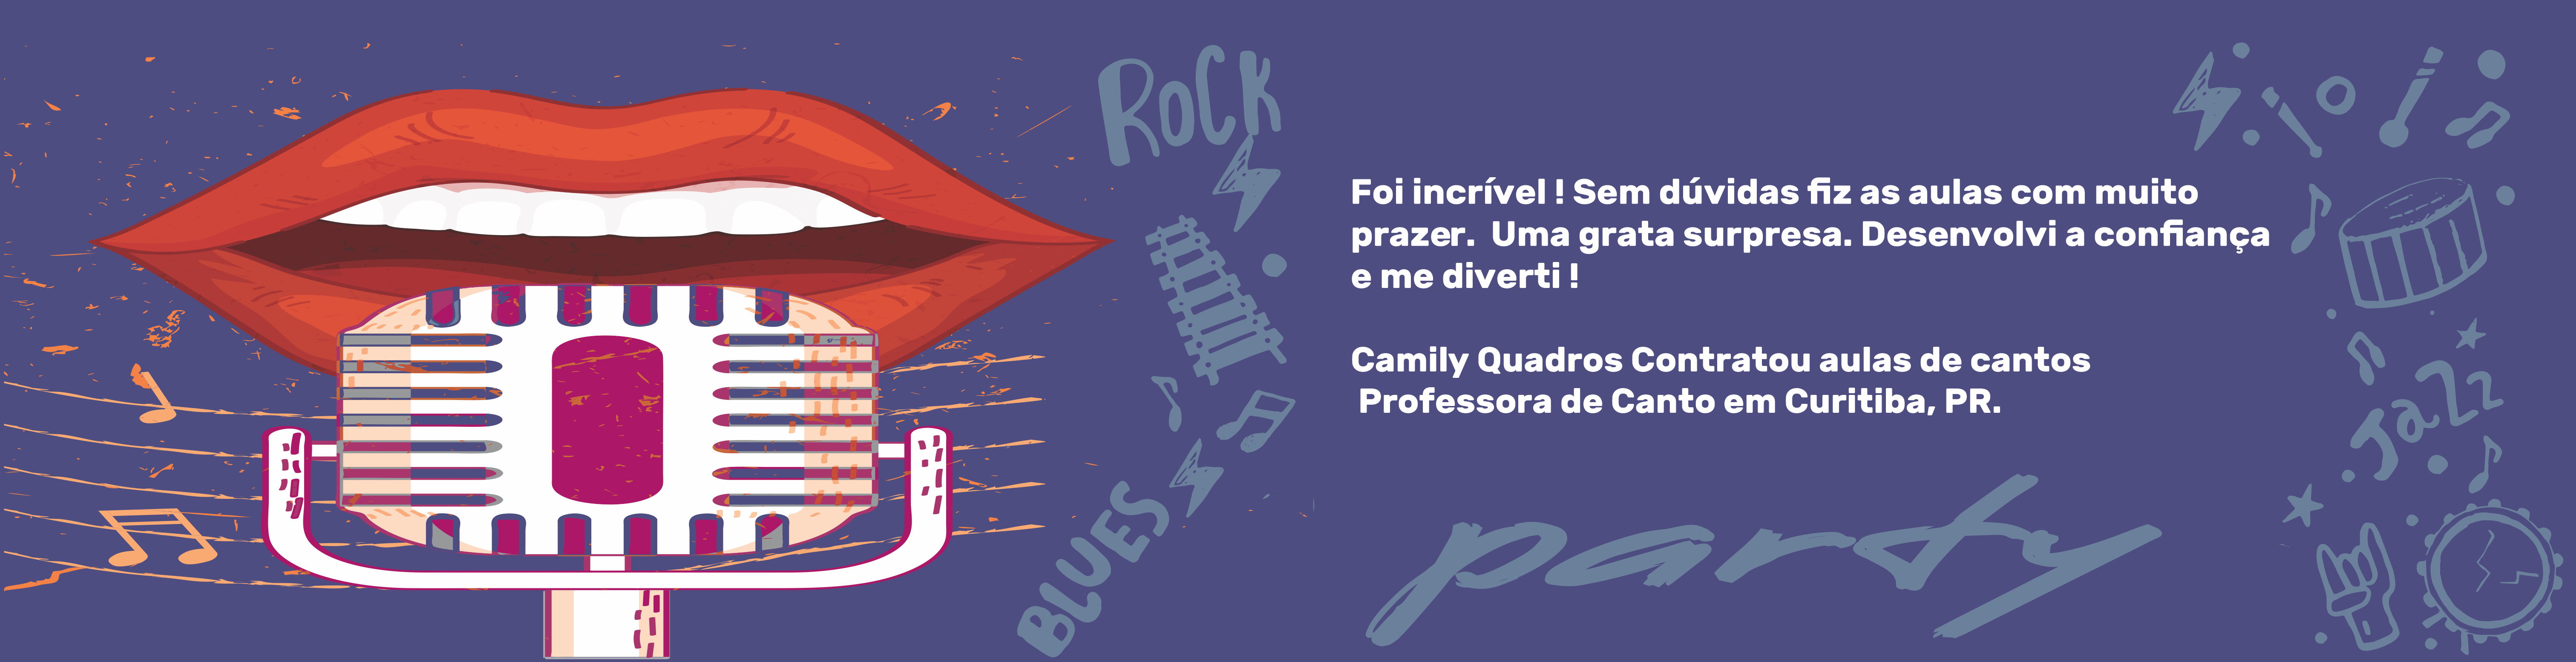 ROCK
Foi incrível ! Sem dúvidas fiz as aulas com muito
prazer.  Uma grata surpresa. Desenvolvi a confiança
e me diverti !
Camily Quadros Contratou aulas de cantos
Professora de Canto em Curitiba, PR.
Jazz
BLUES
party